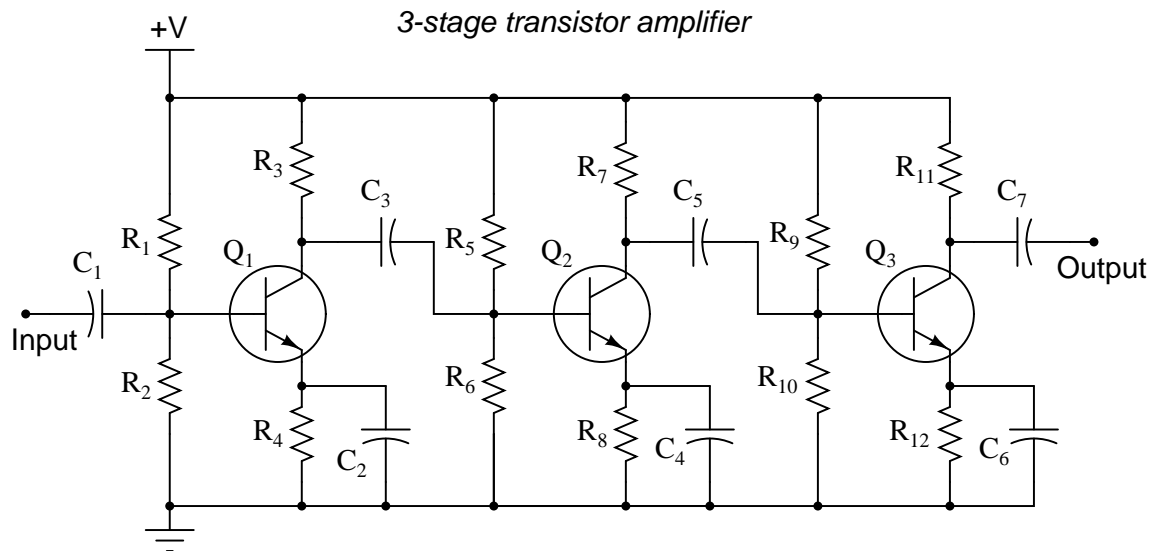 3-stage transistor amplifier
+V
R3
R7
R11
C3
C5
C7
R1
Q1
R5
Q2
R9
Q3
C1
Output
Input
R2
R6
R10
R4
C2
R8
C4
R12
C6